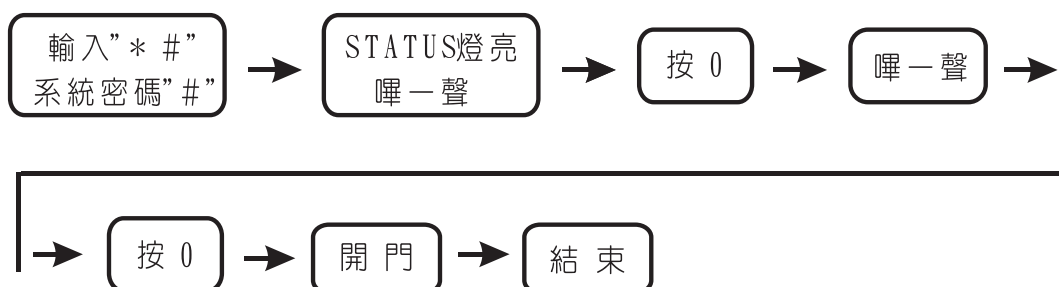 輸入"* #"
系統密碼"#"
STATUS燈亮
嗶一聲
按 0
嗶一聲
按 0
開 門
結 束